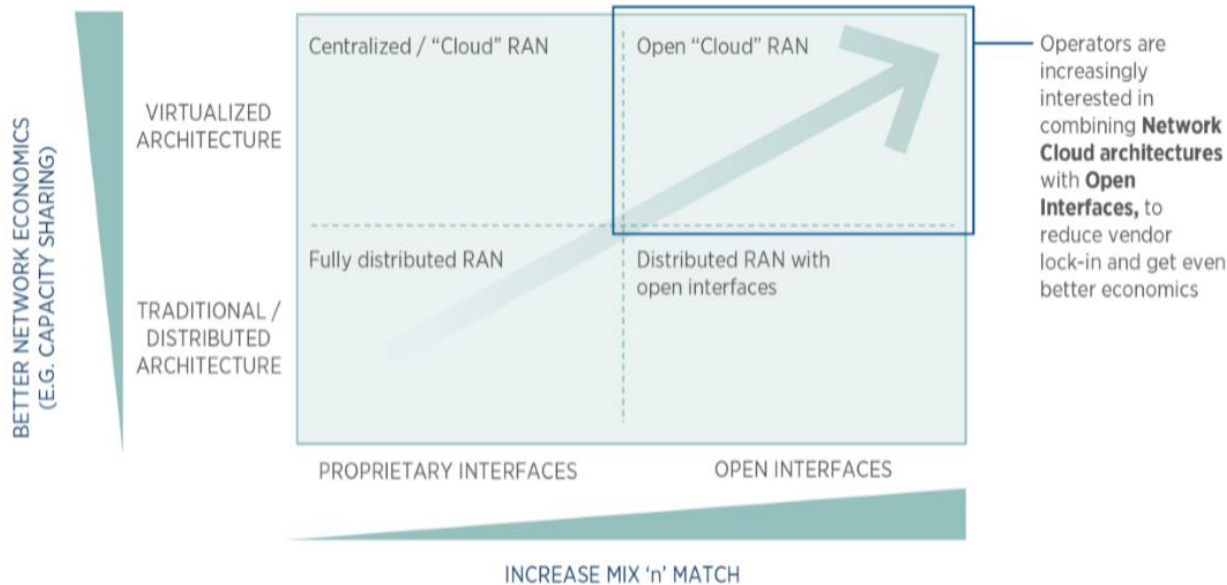 BETTER NETWORK ECONOMICS
(E.G. CAPACITY SHARING)
VIRTUALIZED
ARCHITECTURE
TRADITIONAL /
DISTRIBUTED
ARCHITECTURE
Centralized / “Cloud” RAN
Open “Cloud” RAN
Fully distributed RAN
Distributed RAN with
open interfaces
Operators are
increasingly
interested in
combining Network
Cloud architectures
with Open
Interfaces, to
reduce vendor
lock-in and get even
better economics
PROPRIETARY INTERFACES
OPEN INTERFACES
INCREASE MIX ‘n’ MATCH